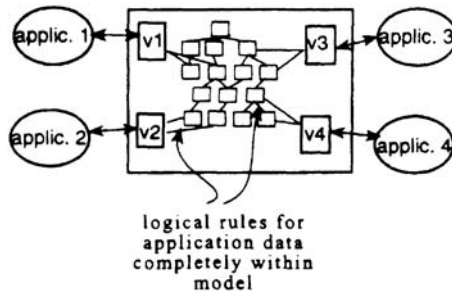 applic. 1
v1
v3
applic. 3
applic. 2
v2
v4
applic. 4
logical rules for
application data
completely within
model